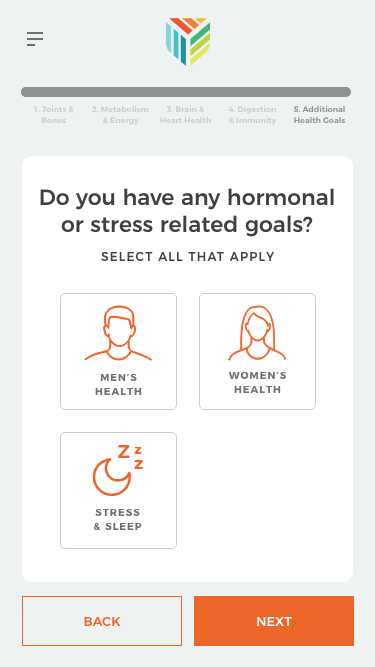 1. Joints & Bones
2. Metabolism & Energy
3. Brain & Heart Health
4. Digestion & Immunity
5. Additional Health Goals
Do you have any hormonal
or stress related goals?
SELECT ALL THAT APPLY
MEN'S
HEALTH
WOMEN'S
HEALTH
Z z z
STRESS
& SLEEP
BACK
NEXT